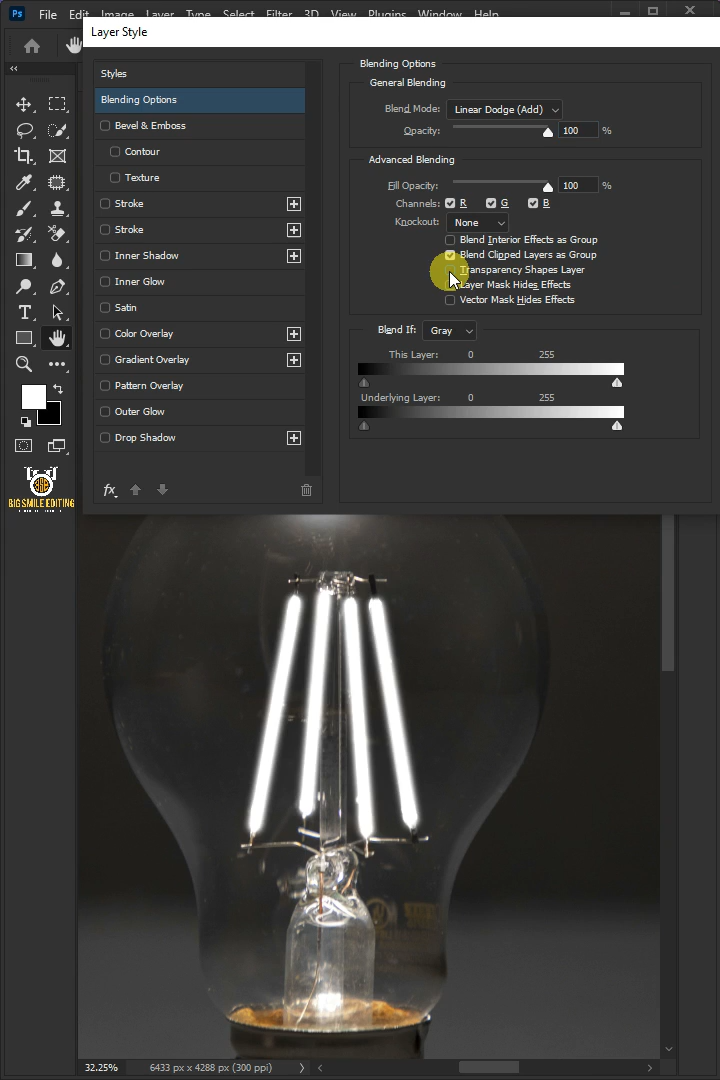 Ps File Edit Image Layer Type Select Filter 3D View Plugins Window Help
Layer Style
Styles
Blending Options
Bevel & Emboss
Contour
Texture
Stroke
Stroke
Inner Shadow
Inner Glow
Satin
Color Overlay
Gradient Overlay
Pattern Overlay
Outer Glow
Drop Shadow
fx
Blending Options
General Blending
Blend Mode: Linear Dodge (Add)
Opacity: 100 %
Advanced Blending
Fill Opacity: 100 %
Channels: R G B
Knockout: None
Blend Interior Effects as Group
Blend Clipped Layers as Group
Transparency Shapes Layer
Layer Mask Hides Effects
Vector Mask Hides Effects
Blend If: Gray
This Layer: 0 255
Underlying Layer: 0 255
BIG SMILE EDITING
32.25% 6433 px x 4288 px (300 ppi)